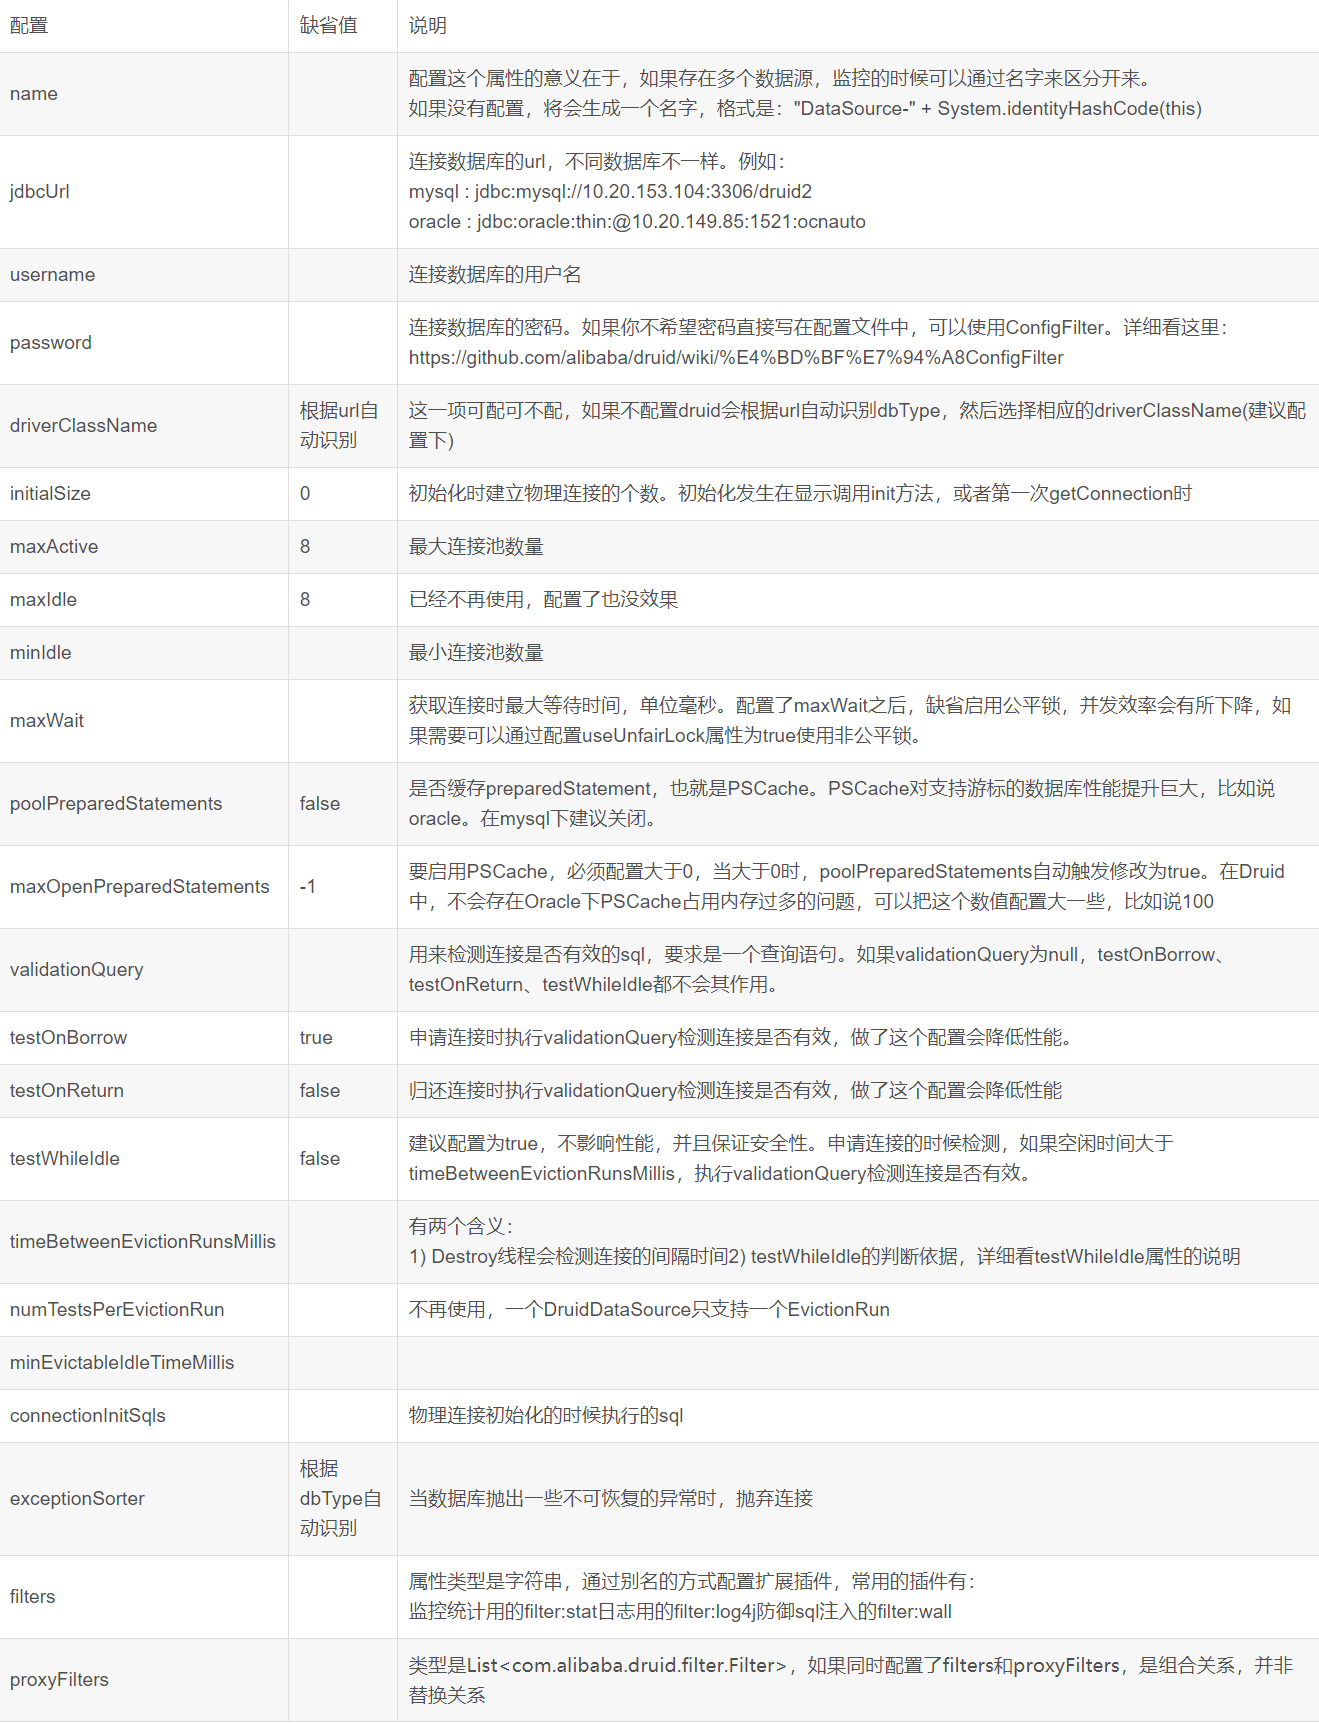 配置 缺省值 说明
name
配置这个属性的意义在于，如果存在多个数据源，监控的时候可以通过名字来区分开来。
如果没有配置，将会生成一个名字，格式是："DataSource-" + System.identityHashCode(this)
jdbcUrl
连接数据库的url，不同数据库不一样。例如：
mysql : jdbc:mysql://10.20.153.104:3306/druid2
oracle : jdbc:oracle:thin:@10.20.149.85:1521:ocnauto
username 连接数据库的用户名
password
连接数据库的密码。如果你不希望密码直接写在配置文件中，可以使用ConfigFilter。详细看这里：
https://github.com/alibaba/druid/wiki/%E4%BD%BF%E7%94%A8ConfigFilter
driverClassName
根据url自
动识别
这一项可配可不配，如果不配置druid会根据url自动识别dbType，然后选择相应的driverClassName(建议配
置下)
initialSize 0 初始化时建立物理连接的个数。初始化发生在显示调用init方法，或者第一次getConnection时
maxActive 8 最大连接池数量
maxIdle 8 已经不再使用，配置了也没效果
minIdle 最小连接池数量
maxWait
获取连接时最大等待时间，单位毫秒。配置了maxWait之后，缺省启用公平锁，并发效率会有所下降，如
果需要可以通过配置useUnfairLock属性为true使用非公平锁。
poolPreparedStatements false
是否缓存preparedStatement，也就是PSCache。PSCache对支持游标的数据库性能提升巨大，比如说
oracle。在mysql下建议关闭。
maxOpenPreparedStatements -1
要启用PSCache，必须配置大于0，当大于0时，poolPreparedStatements自动触发修改为true。在Druid
中，不会存在Oracle下PSCache占用内存过多的问题，可以把这个数值配置大一些，比如说100
validationQuery
用来检测连接是否有效的sql，要求是一个查询语句。如果validationQuery为null，testOnBorrow、
testOnReturn、testWhileIdle都不会其作用。
testOnBorrow true 申请连接时执行validationQuery检测连接是否有效，做了这个配置会降低性能。
testOnReturn false 归还连接时执行validationQuery检测连接是否有效，做了这个配置会降低性能
testWhileIdle false
建议配置为true，不影响性能，并且保证安全性。申请连接的时候检测，如果空闲时间大于
timeBetweenEvictionRunsMillis，执行validationQuery检测连接是否有效。
timeBetweenEvictionRunsMillis
有两个含义：
1) Destroy线程会检测连接的间隔时间2) testWhileIdle的判断依据，详细看testWhileIdle属性的说明
numTestsPerEvictionRun 不再使用，一个DruidDataSource只支持一个EvictionRun
minEvictableIdleTimeMillis
connectionInitSqls 物理连接初始化的时候执行的sql
exceptionSorter
根据
dbType自
动识别
当数据库抛出一些不可恢复的异常时，抛弃连接
filters
属性类型是字符串，通过别名的方式配置扩展插件，常用的插件有：
监控统计用的filter:stat日志用的filter:log4j防御sql注入的filter:wall
proxyFilters
类型是List<com.alibaba.druid.filter.Filter>，如果同时配置了filters和proxyFilters，是组合关系，并非
替换关系